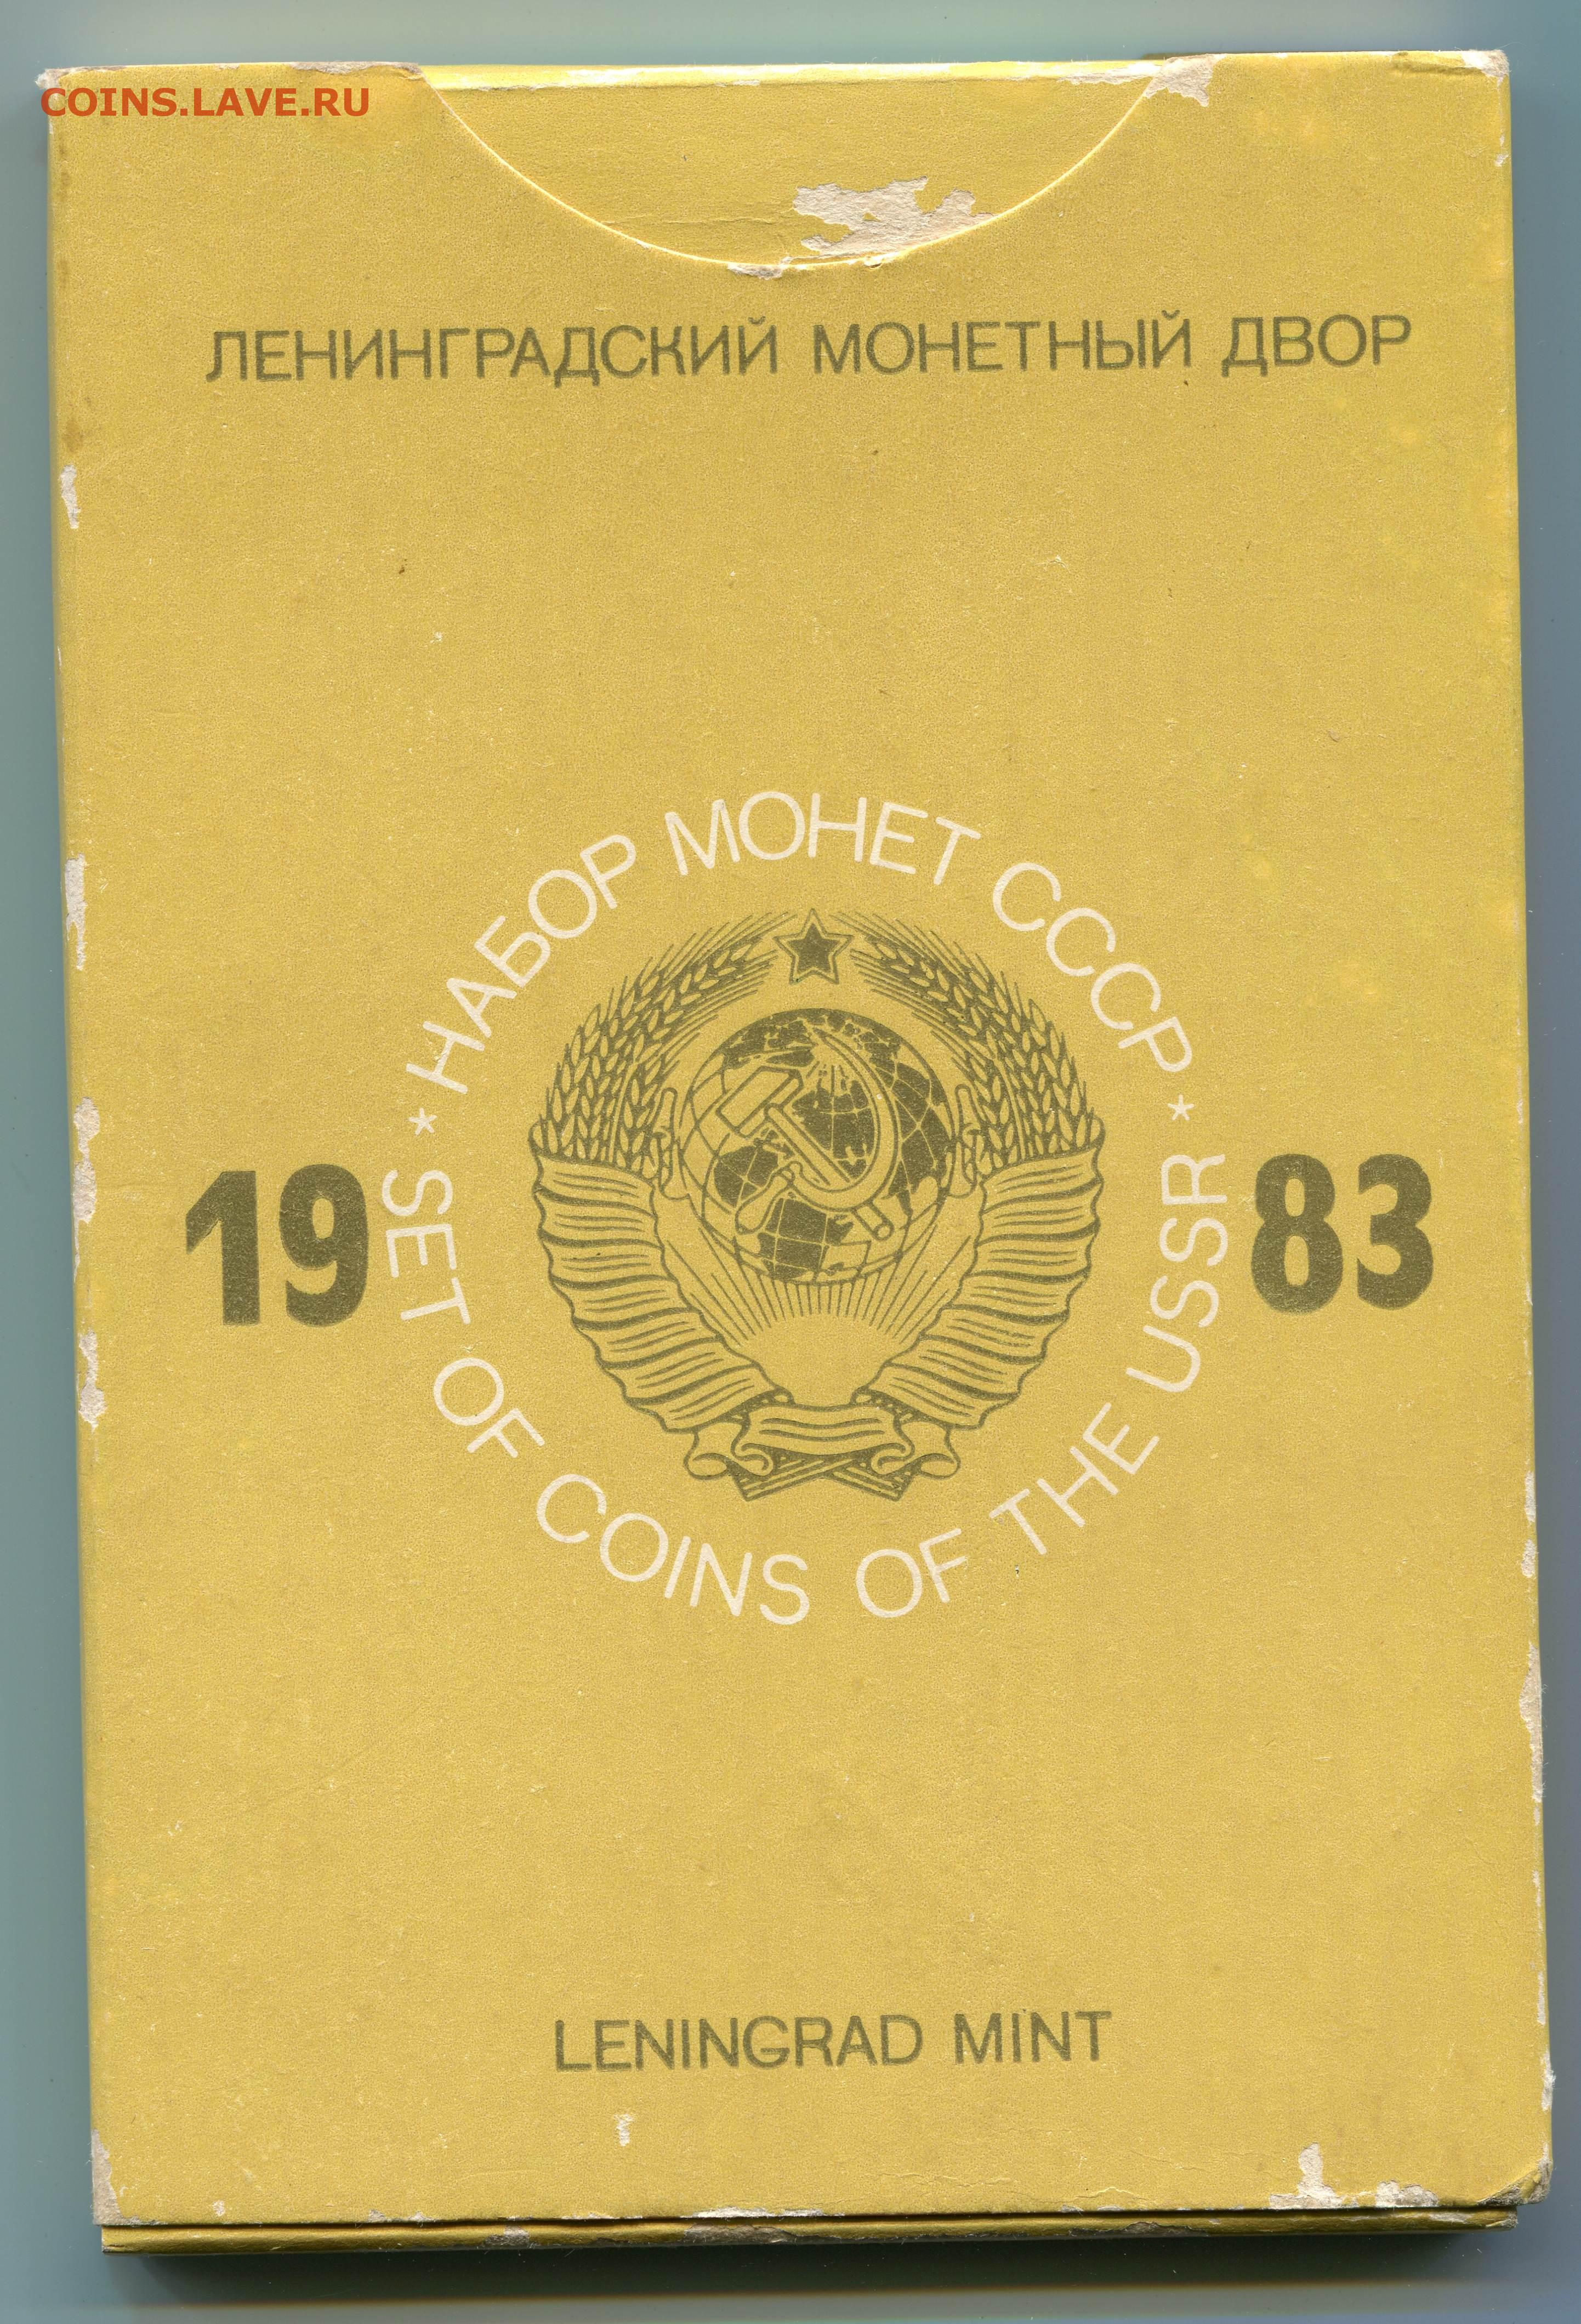 COINS.LAVE.RU
ЛЕНИНГРАДСКИЙ МОНЕТНЫЙ ДВОР
* НАБОР МОНЕТ СССР *
19
83
SET OF COINS OF THE USSR
LENINGRAD MINT